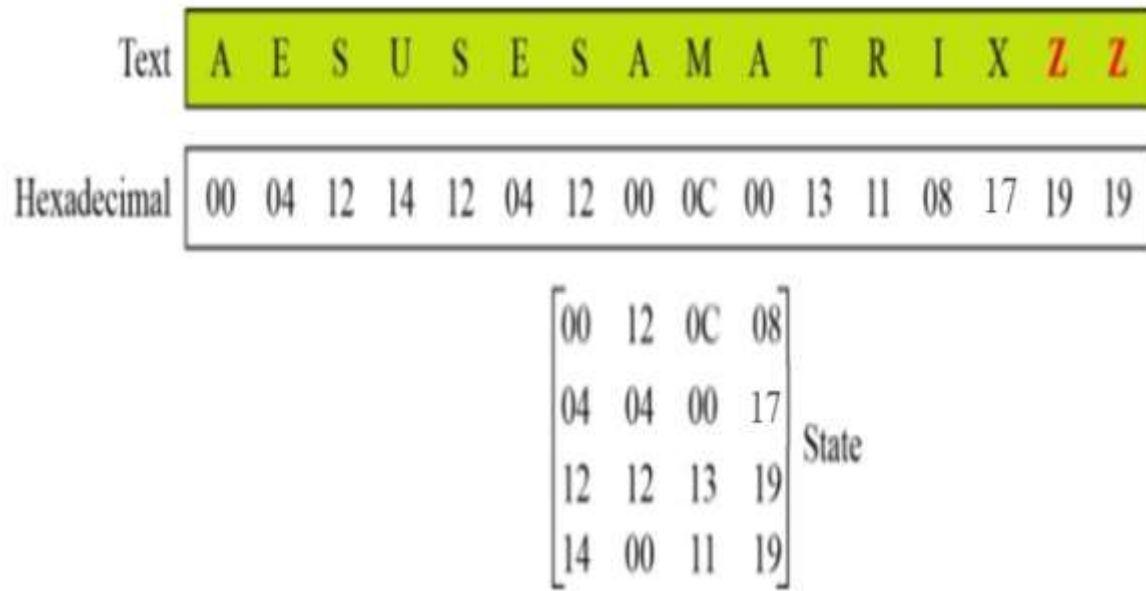 Text A E S U S E S A M A T R I X Z Z
Hexadecimal 00 04 12 14 12 04 12 00 0C 00 13 11 08 17 19 19
00 12 0C 08
04 04 00 17
State
12 12 13 19
14 00 11 19